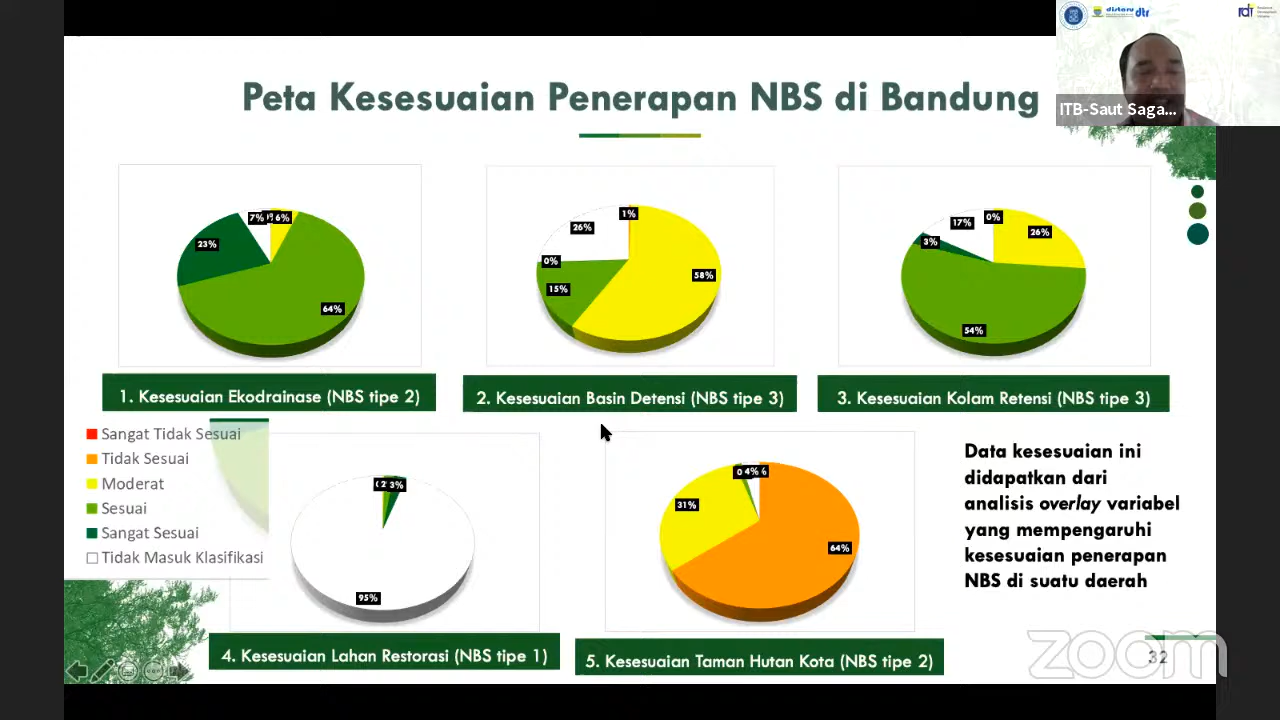 distaru dtr
rdi
ITB-Saut Saga...
Peta Kesesuaian Penerapan NBS di Bandung
7% 6%
23%
64%
1%
26%
0%
15%
58%
0%
17%
26%
3%
54%
1. Kesesuaian Ekodrainase (NBS tipe 2)
2. Kesesuaian Basin Detensi (NBS tipe 3)
3. Kesesuaian Kolam Retensi (NBS tipe 3)
Sangat Tidak Sesuai
Tidak Sesuai
Moderat
Sesuai
Sangat Sesuai
Tidak Masuk Klasifikasi
3%
95%
4%
31%
64%
Data kesesuaian ini
didapatkan dari
analisis overlay variabel
yang mempengaruhi
kesesuaian penerapan
NBS di suatu daerah
4. Kesesuaian Lahan Restorasi (NBS tipe 1)
5. Kesesuaian Taman Hutan Kota (NBS tipe 2)
32
zoom